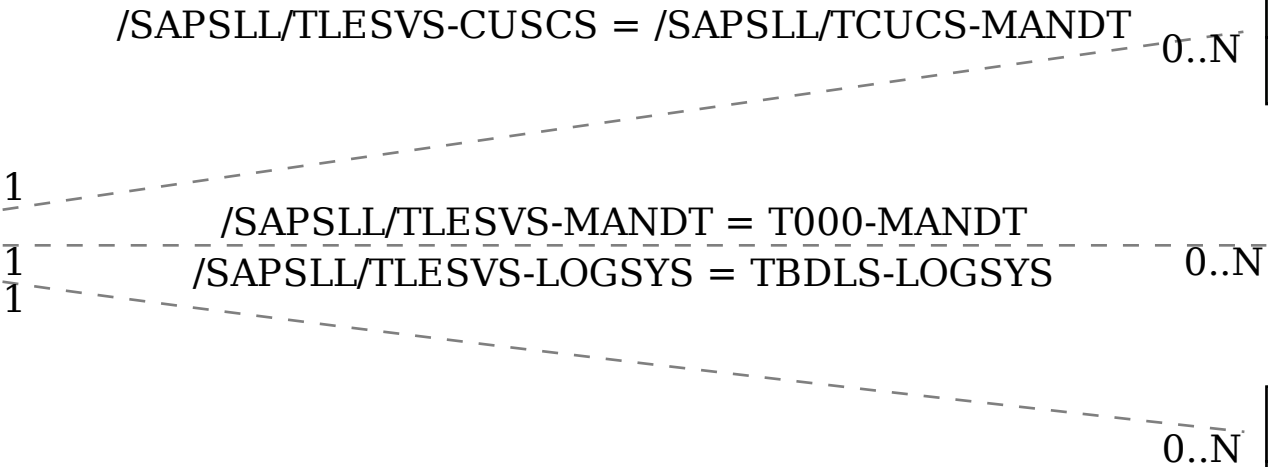 /SAPSLL/TLESVS-CUSCS = /SAPSLL/TCUCS-MANDT
0..N
1
/SAPSLL/TLESVS-MANDT = T000-MANDT
1
0..N
/SAPSLL/TLESVS-LOGSYS = TBDLS-LOGSYS
1
0..N